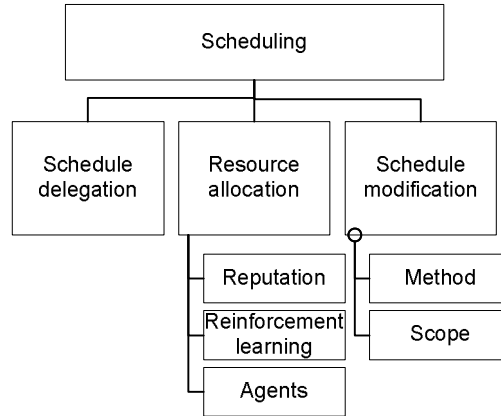 Scheduling
Schedule
delegation
Resource
allocation
Schedule
modification
Reputation
Reinforcement
learning
Agents
Method
Scope